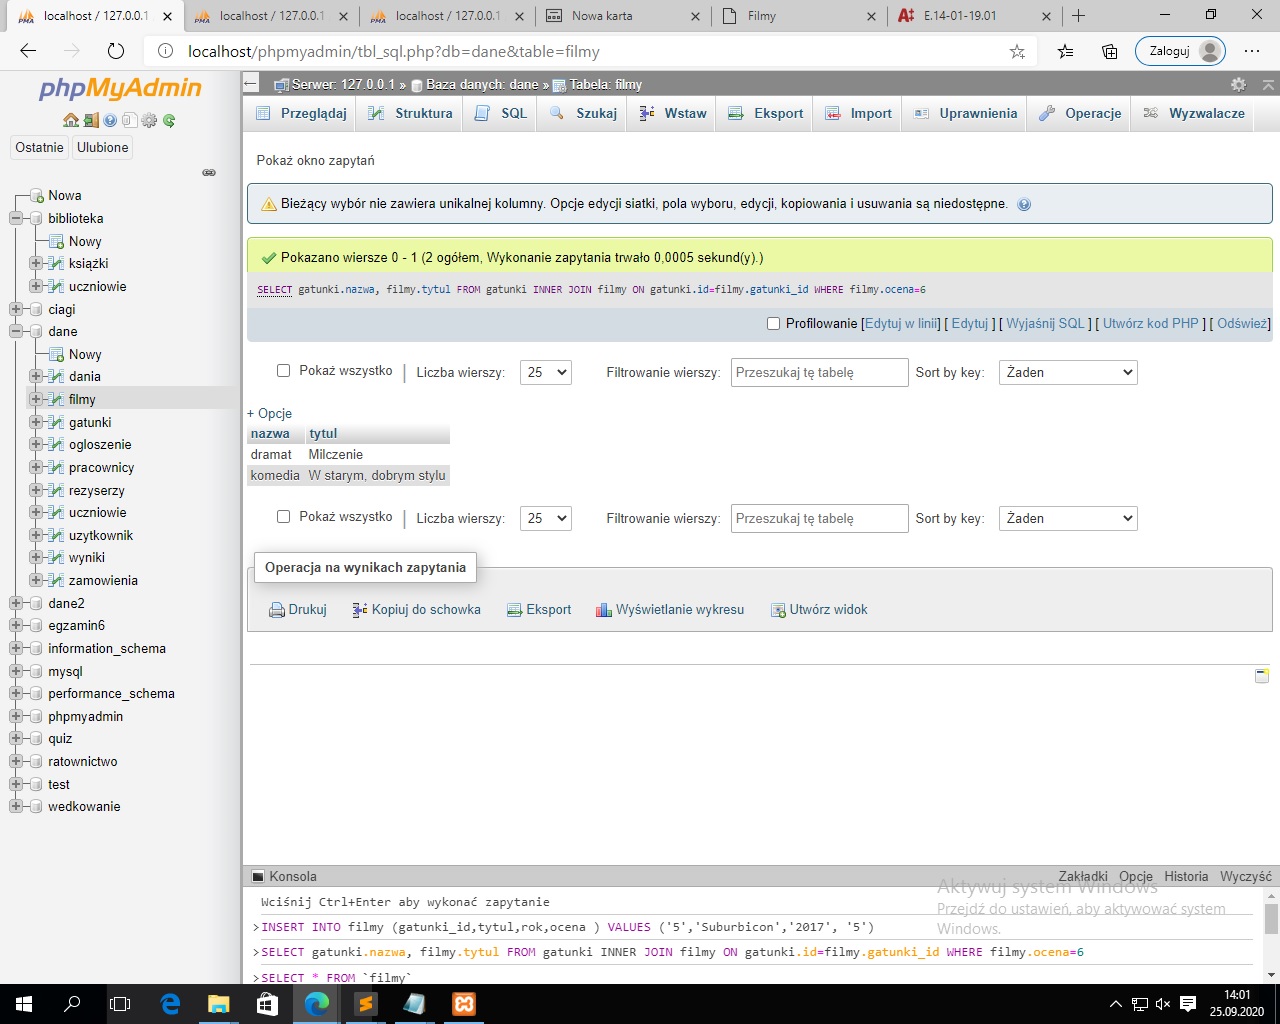 localhost / 127.0.0.1
localhost / 127.0.0.1
localhost / 127.0.0.1
Nowa karta
Filmy
E.14-01-19.01
localhost/phpmyadmin/tbl_sql.php?db=dane&table=filmy
Zaloguj
phpMyAdmin
Ostatnie Ulubione
Nowa
biblioteka
Nowy
książki
uczniowie
ciagi
dane
Nowy
dania
filmy
gatunki
ogloszenie
pracownicy
rezyserzy
uczniowie
uzytkownik
wyniki
zamowienia
dane2
egzamin6
information_schema
mysql
performance_schema
phpmyadmin
quiz
ratownictwo
test
wedkowanie
Serwer: 127.0.0.1 » Baza danych: dane » Tabela: filmy
Przeglądaj Struktura SQL Szukaj Wstaw Eksport Import Uprawnienia Operacje Wyzwalacze
Pokaż okno zapytań
Bieżący wybór nie zawiera unikalnej kolumny. Opcje edycji siatki, pola wyboru, edycji, kopiowania i usuwania są niedostępne.
Pokazano wiersze 0 - 1 (2 ogółem, Wykonanie zapytania trwało 0,0005 sekund(y).)
SELECT gatunki.nazwa, filmy.tytul FROM gatunki INNER JOIN filmy ON gatunki.id=filmy.gatunki_id WHERE filmy.ocena=6
Profilowanie [Edytuj w linii] [ Edytuj ] [ Wyjaśnij SQL ] [ Utwórz kod PHP ] [ Odśwież]
Pokaż wszystko | Liczba wierszy: 25 Filtrowanie wierszy: Przeszukaj tę tabelę Sort by key: Żaden
+ Opcje
nazwa tytul
dramat Milczenie
komedia W starym, dobrym stylu
Pokaż wszystko | Liczba wierszy: 25 Filtrowanie wierszy: Przeszukaj tę tabelę Sort by key: Żaden
Operacja na wynikach zapytania
Drukuj Kopiuj do schowka Eksport Wyświetlanie wykresu Utwórz widok
Konsola
Zakładki Opcje Historia Wyczyść
Wciśnij Ctrl+Enter aby wykonać zapytanie
>INSERT INTO filmy (gatunki_id,tytul,rok,ocena ) VALUES ('5','Suburbicon','2017', '5')
>SELECT gatunki.nazwa, filmy.tytul FROM gatunki INNER JOIN filmy ON gatunki.id=filmy.gatunki_id WHERE filmy.ocena=6
>SELECT * FROM `filmy`
Aktywuj system Windows
Przejdź do ustawień, aby aktywować system
Windows.
14:01
25.09.2020